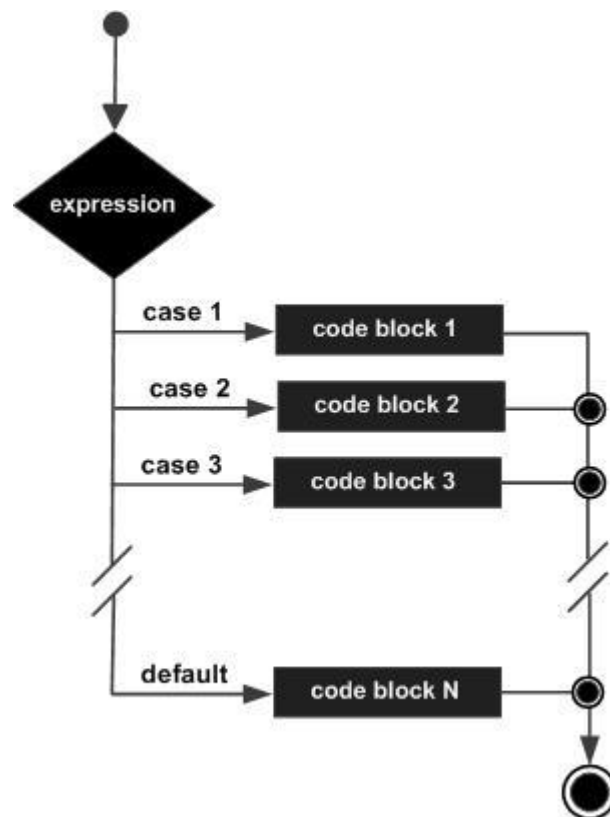 expression
case 1
code block 1
case 2
code block 2
case 3
code block 3
default
code block N